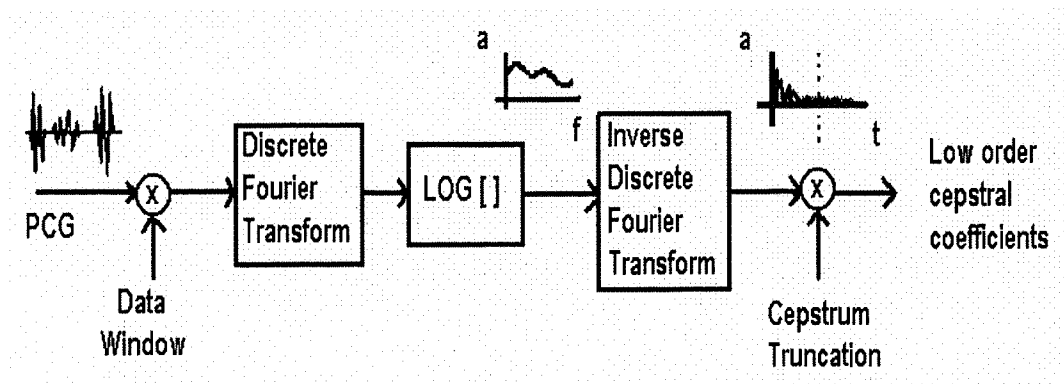 PCG
X
Data
Window
Discrete
Fourier
Transform
LOG [ ]
a
f
Inverse
Discrete
Fourier
Transform
a
t
X
Cepstrum
Truncation
Low order
cepstral
coefficients